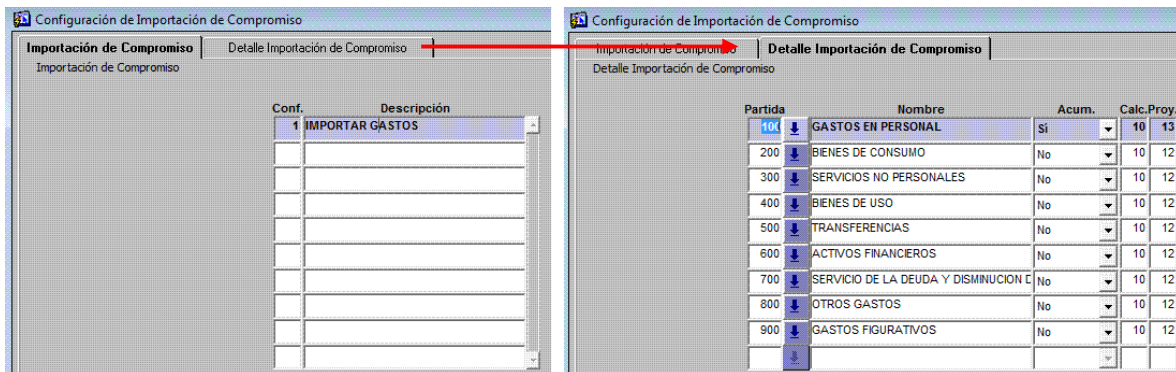 Configuración de Importación de Compromiso
Importación de Compromiso Detalle Importación de Compromiso
Importación de Compromiso
Conf. Descripción
1 IMPORTAR GASTOS
Configuración de Importación de Compromiso
Importación de Compromiso Detalle Importación de Compromiso
Detalle Importación de Compromiso
Partida Nombre Acum. Calc. Proy.
100 GASTOS EN PERSONAL Si 10 13
200 BIENES DE CONSUMO No 10 12
300 SERVICIOS NO PERSONALES No 10 12
400 BIENES DE USO No 10 12
500 TRANSFERENCIAS No 10 12
600 ACTIVOS FINANCIEROS No 10 12
700 SERVICIO DE LA DEUDA Y DISMINUCION D No 10 12
800 OTROS GASTOS No 10 12
900 GASTOS FIGURATIVOS No 10 12